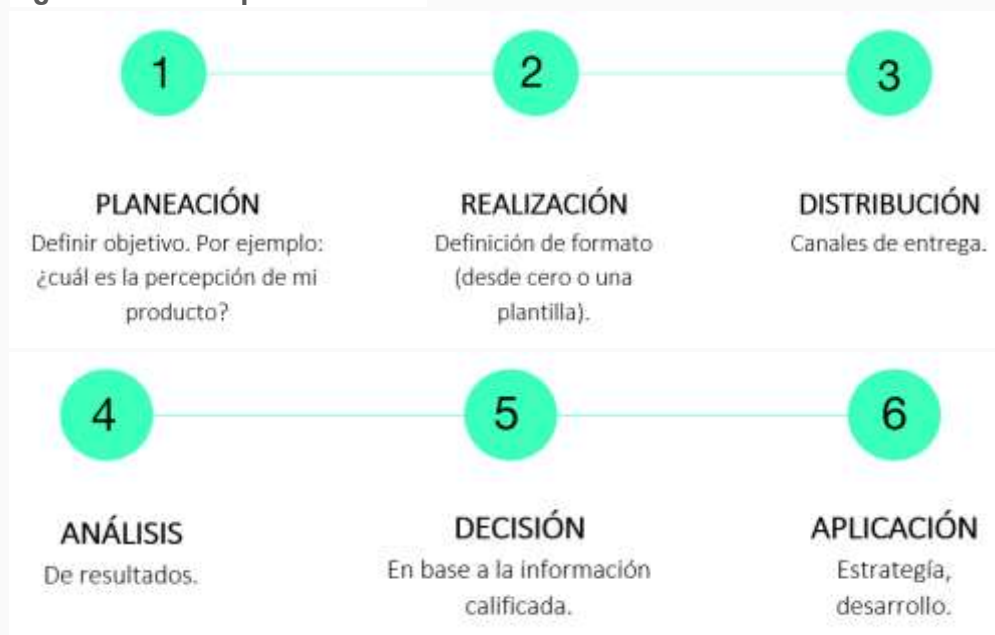 1
2
3
PLANEACIÓN
Definir objetivo. Por ejemplo:
¿cuál es la percepción de mi
producto?
REALIZACIÓN
Definición de formato
(desde cero o una
plantilla).
DISTRIBUCIÓN
Canales de entrega.
4
5
6
ANÁLISIS
De resultados.
DECISIÓN
En base a la información
calificada.
APLICACIÓN
Estrategía,
desarrollo.